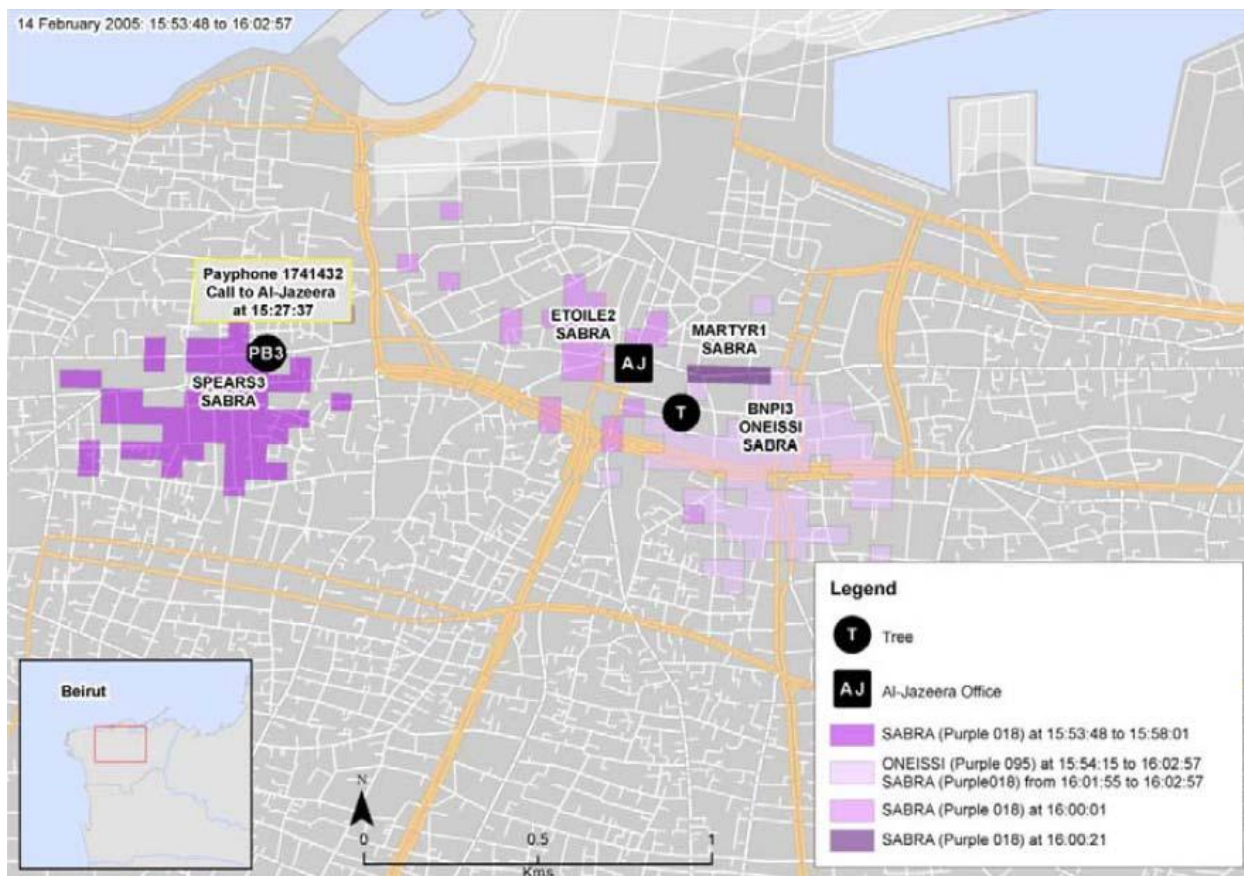 14 February 2005: 15:53:48 to 16:02:57
Payphone 1741432
Call to Al-Jazeera
at 15:27:37
PB3
SPEARS3
SABRA
ETOILE2
SABRA
AJ
MARTYR1
SABRA
T
BNPI3
ONEISSI
SABRA
Legend
T Tree
AJ Al-Jazeera Office
SABRA (Purple 018) at 15:53:48 to 15:58:01
ONEISSI (Purple 095) at 15:54:15 to 16:02:57
SABRA (Purple018) from 16:01:55 to 16:02:57
SABRA (Purple 018) at 16:00:01
SABRA (Purple 018) at 16:00:21
Beirut
N
0 0.5 1
Kms